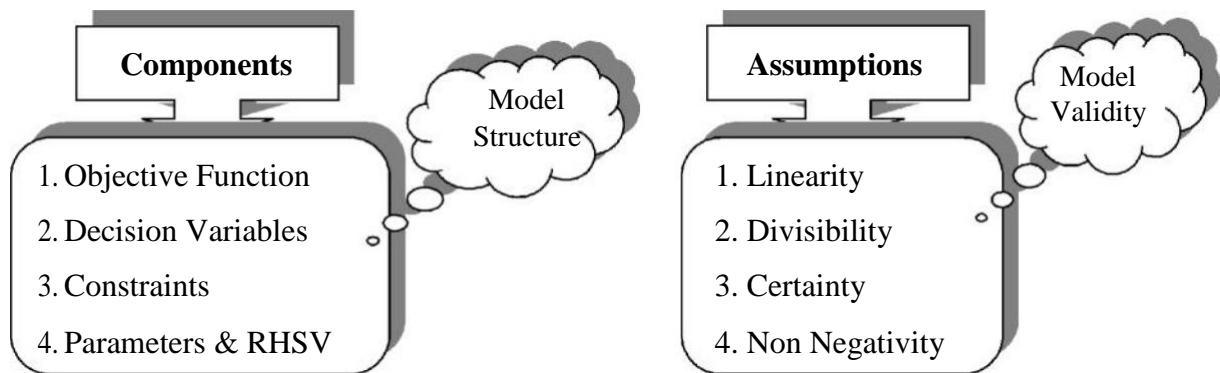 Components
Model
Structure
1. Objective Function
2. Decision Variables
3. Constraints
4. Parameters & RHSV
Assumptions
Model
Validity
1. Linearity
2. Divisibility
3. Certainty
4. Non Negativity